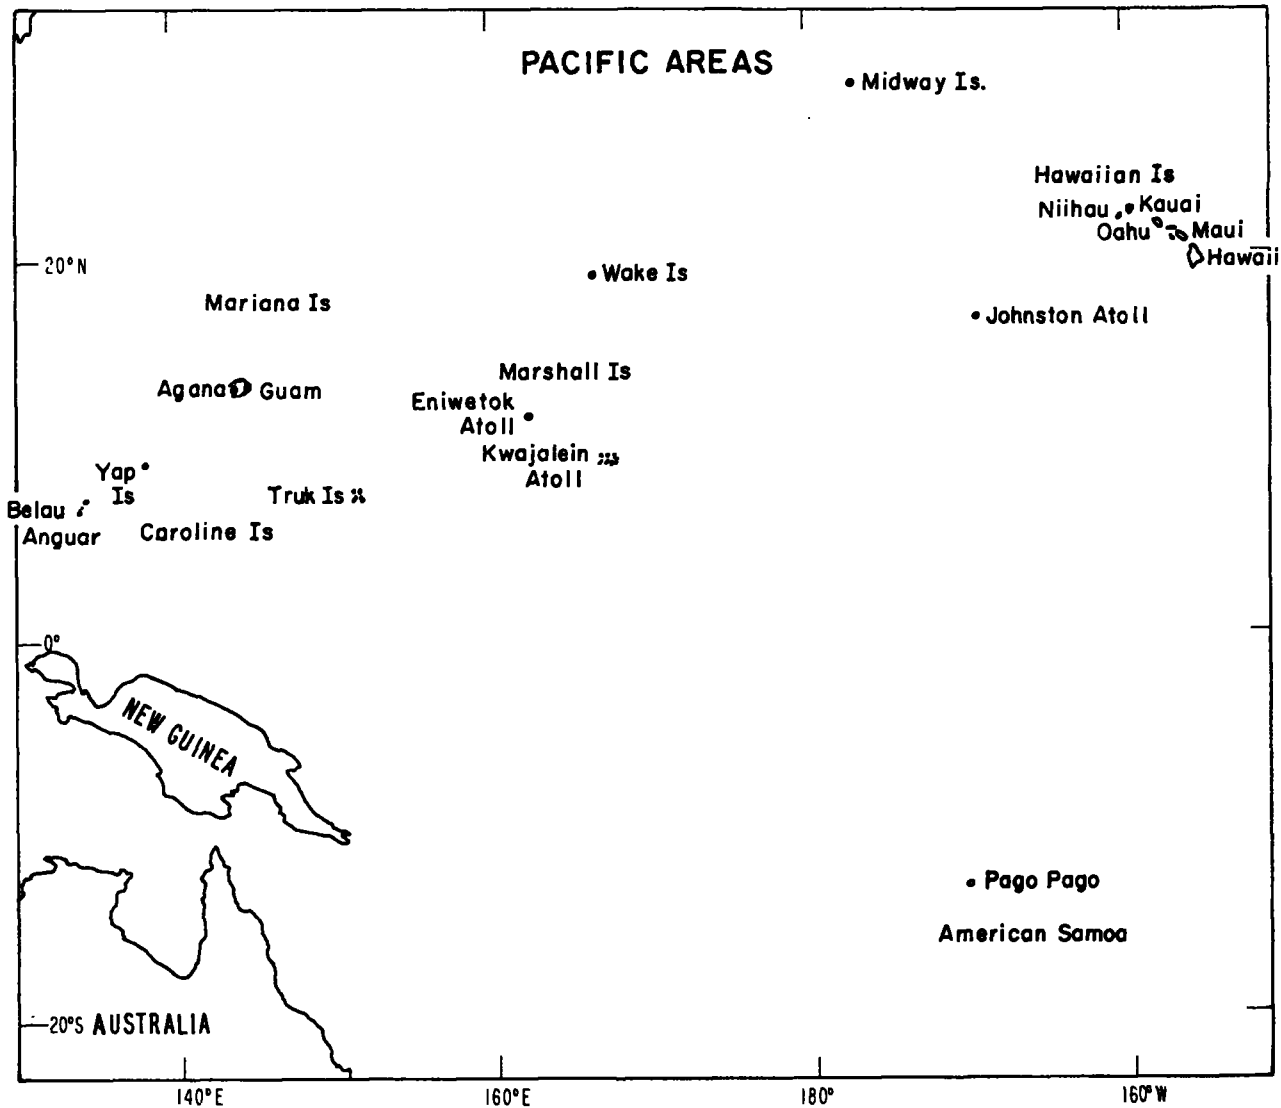 PACIFIC AREAS
Midway Is.
Hawaiian Is
Niihau
Kauai
Oahu
Maui
Hawaii
20°N
Wake Is
Mariana Is
Johnston Atoll
Marshall Is
Agana
Guam
Eniwetok
Atoll
Kwajalein
Atoll
Yap
Is
Truk Is
Belau
Anguar
Caroline Is
0°
NEW GUINEA
Pago Pago
American Samoa
20°S
AUSTRALIA
140°E
160°E
180°
160°W